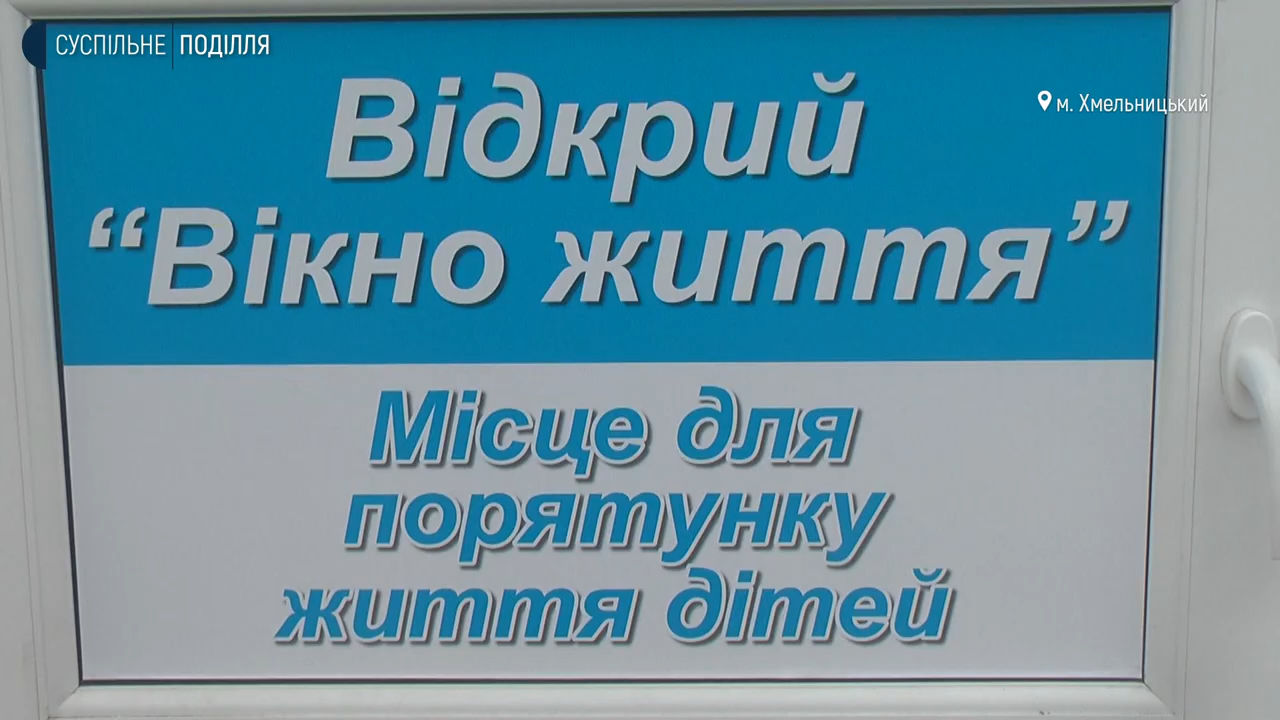 СУСПІЛЬНЕ ПОДІЛЛЯ
м. Хмельницький
Відкрий
“Вікно життя”
Місце для
порятунку
життя дітей